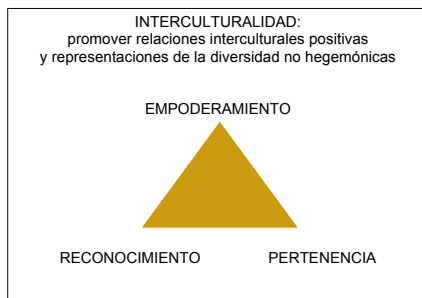 INTERCULTURALIDAD:
promover relaciones interculturales positivas
y representaciones de la diversidad no hegemónicas
EMPODERAMIENTO
RECONOCIMIENTO
PERTENENCIA